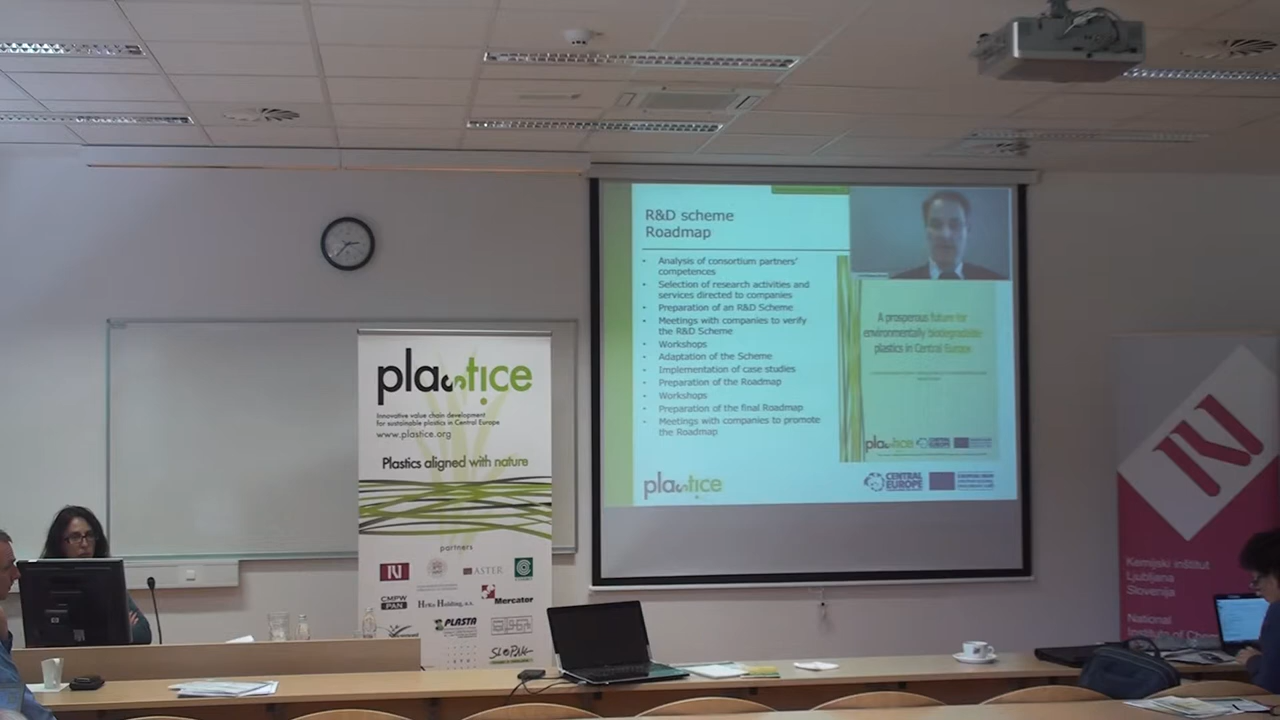 R&D scheme
Roadmap
Analysis of consortium partners'
competences
Selection of research activities and
services directed to companies
Preparation of an R&D Scheme
Meetings with companies to verify
the R&D Scheme
Workshops
Adaptation of the Scheme
Implementation of case studies
Preparation of the Roadmap
Workshops
Preparation of the final Roadmap
Meetings with companies to promote
the Roadmap
plastice
A prosperous future for
environmentally biodegradable
plastics in Central Europe
plastice
CENTRAL
EUROPE
plastice
Innovative value chain development
for sustainable plastics in Central Europe
www.plastice.org
Plastics aligned with nature
partners
ASTER
CMPW
PAN
Mercator
PLASTA
Kemijski inštitut
Ljubljana
Slovenija
National